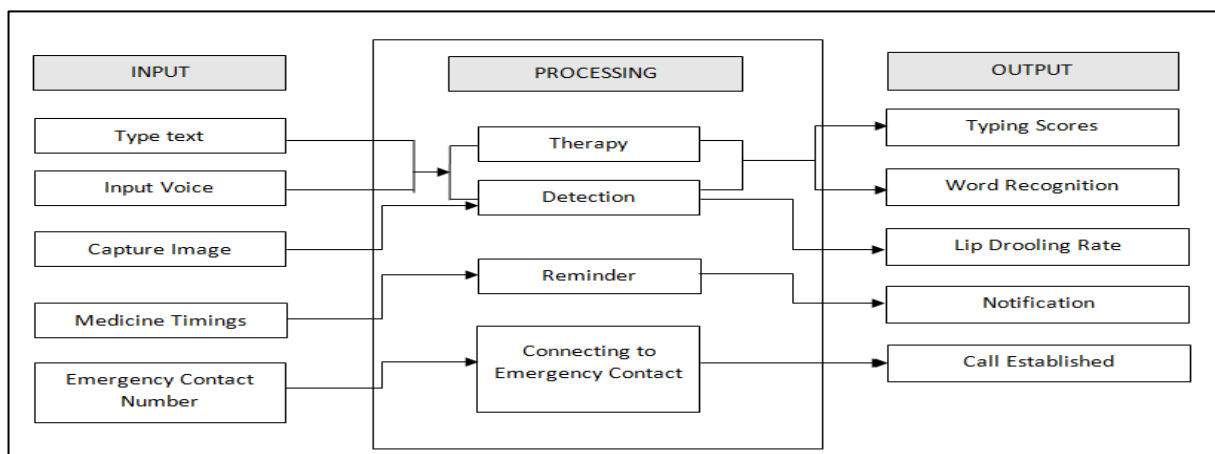 INPUT
PROCESSING
OUTPUT
Type text
Input Voice
Capture Image
Medicine Timings
Emergency Contact
Number
Therapy
Detection
Reminder
Connecting to
Emergency Contact
Typing Scores
Word Recognition
Lip Drooling Rate
Notification
Call Established